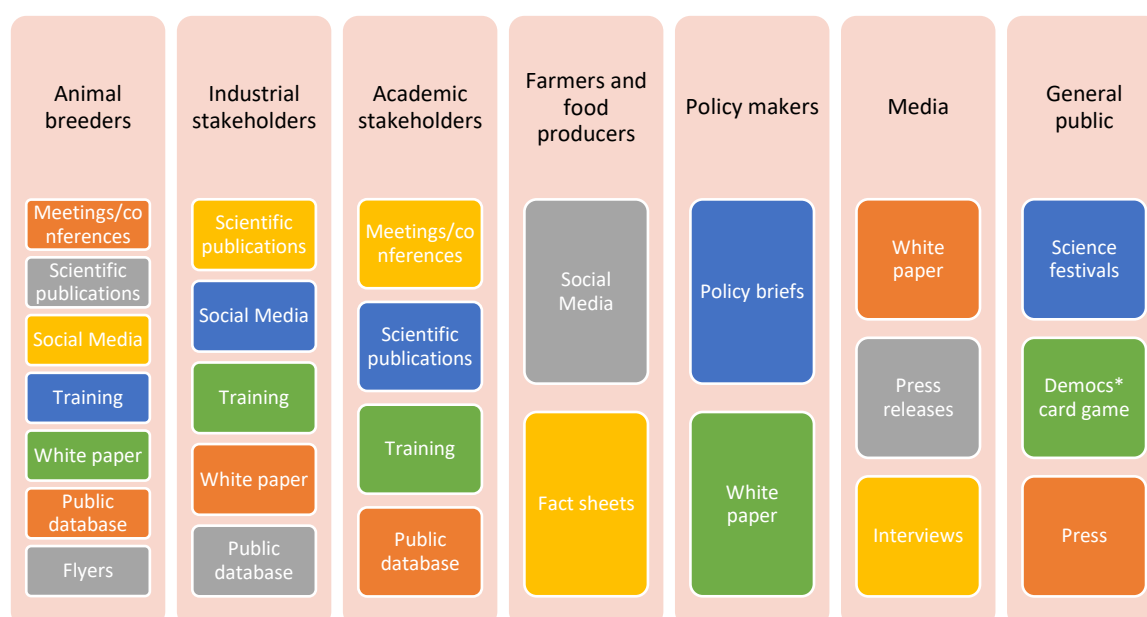 Animal
breeders
Meetings/co
nferences
Scientific
publications
Social Media
Training
White paper
Public
database
Flyers
Industrial
stakeholders
Scientific
publications
Social Media
Training
White paper
Public
database
Academic
stakeholders
Meetings/co
nferences
Scientific
publications
Training
Public
database
Farmers and
food
producers
Social
Media
Fact sheets
Policy makers
Policy briefs
White
paper
Media
White
paper
Press
releases
Interviews
General
public
Science
festivals
Democs*
card game
Press